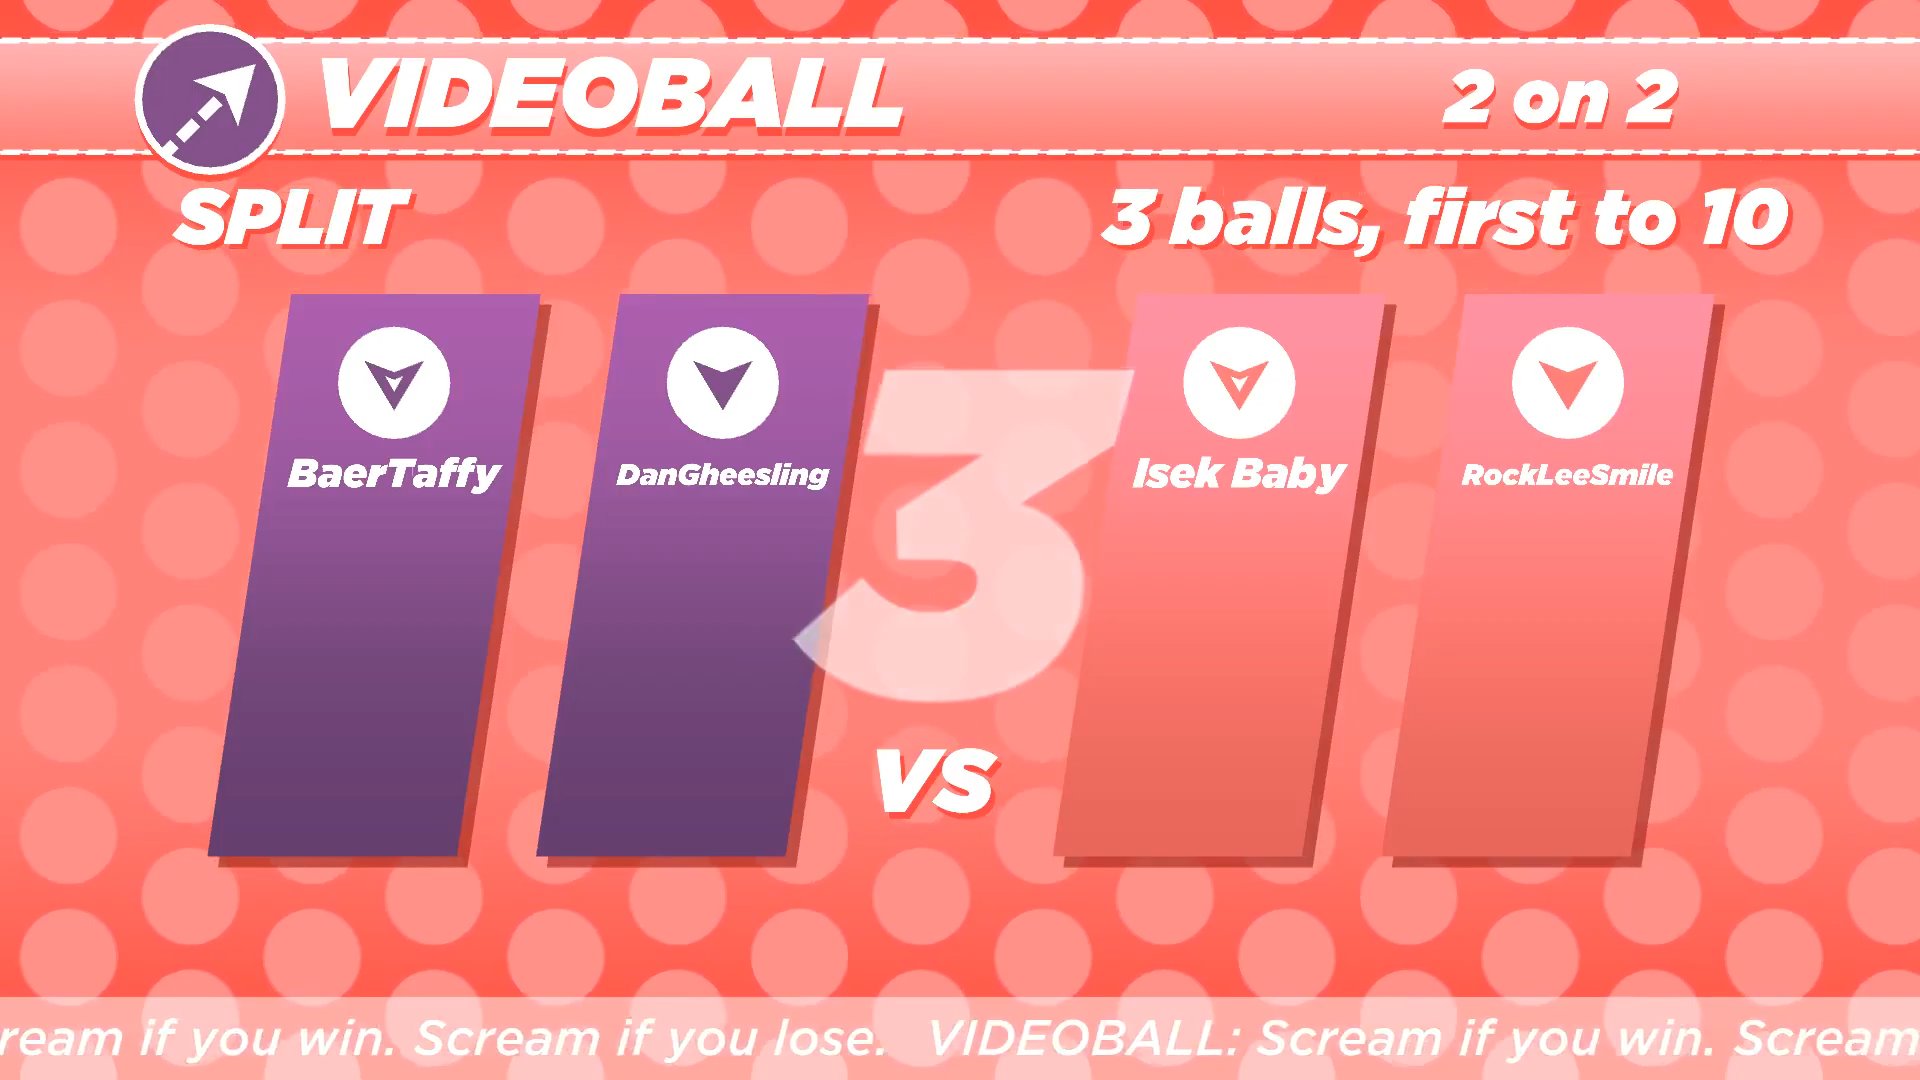 VIDEOBALL
2 on 2
SPLIT
3 balls, first to 10
BaerTaffy
DanGheesling
Isek Baby
RockLeeSmile
3
VS
ream if you win. Scream if you lose. VIDEOBALL: Scream if you win. Scream